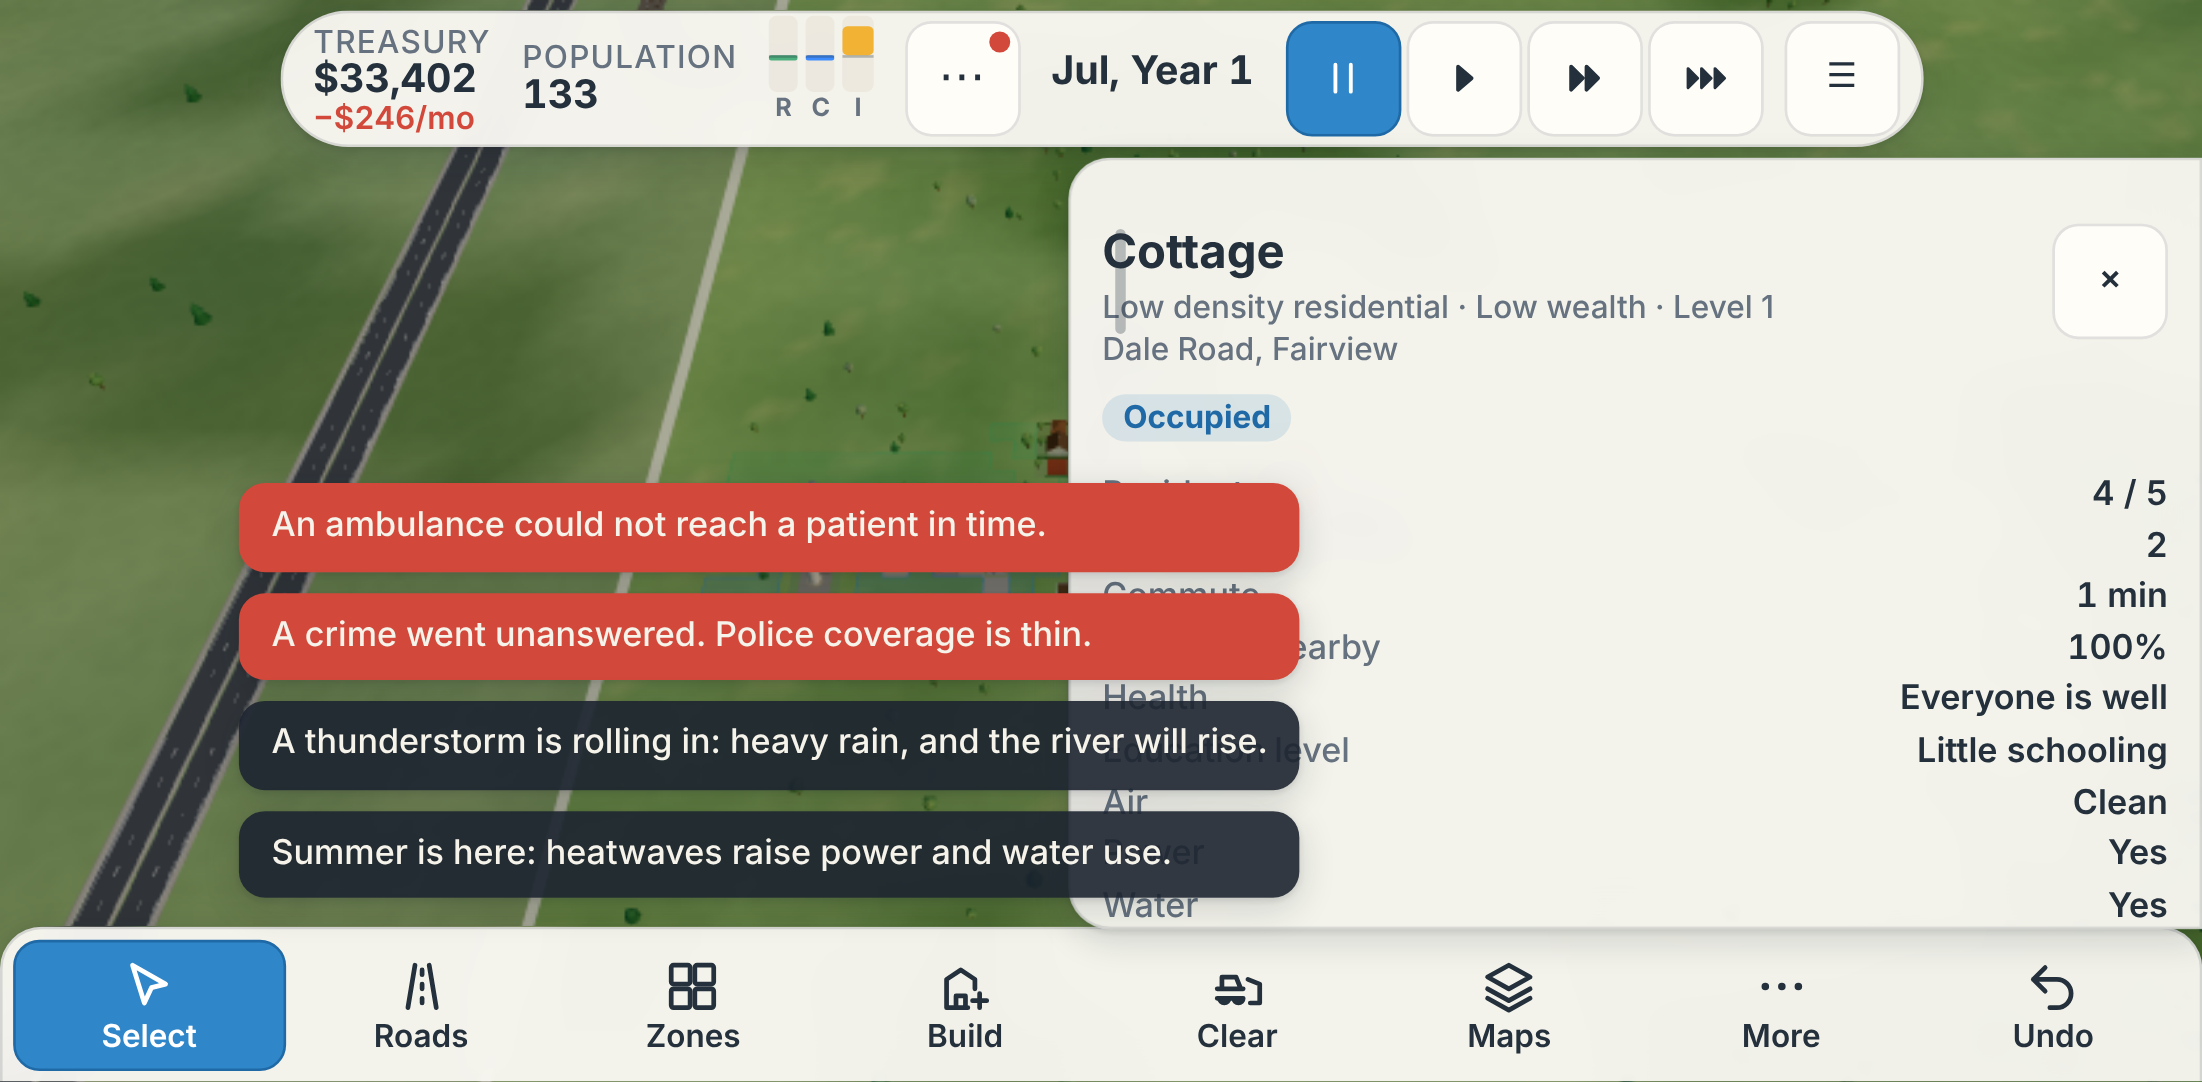 TREASURY
$33,402
−$246/mo
POPULATION
133
R C I
Jul, Year 1
Cottage
Low density residential · Low wealth · Level 1
Dale Road, Fairview
Occupied
4 / 5
An ambulance could not reach a patient in time.
2
Commute 1 min
A crime went unanswered. Police coverage is thin.
100%
Health Everyone is well
A thunderstorm is rolling in: heavy rain, and the river will rise.
Education level Little schooling
Air Clean
Summer is here: heatwaves raise power and water use.
Power Yes
Water Yes
Select
Roads
Zones
Build
Clear
Maps
More
Undo